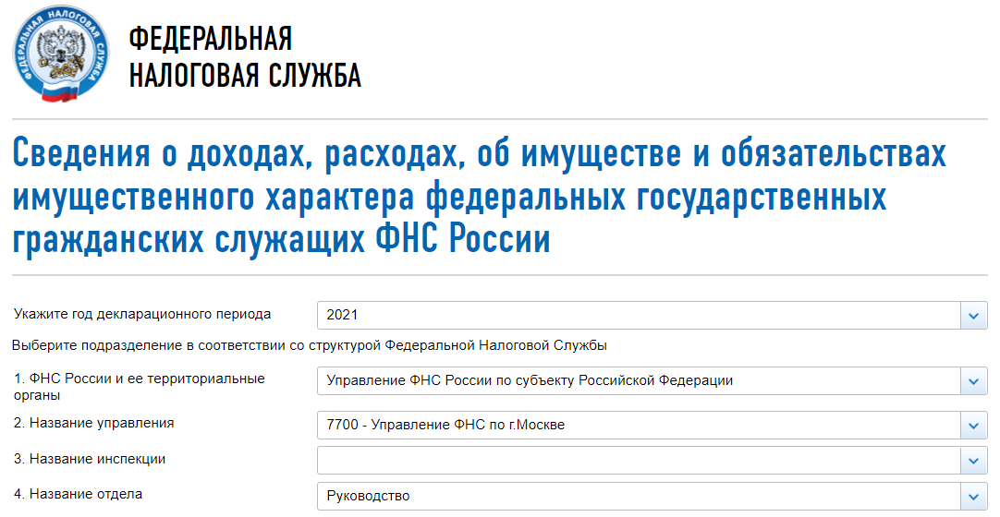 ФЕДЕРАЛЬНАЯ НАЛОГОВАЯ СЛУЖБА
ФЕДЕРАЛЬНАЯ
НАЛОГОВАЯ СЛУЖБА
Сведения о доходах, расходах, об имуществе и обязательствах
имущественного характера федеральных государственных
гражданских служащих ФНС России
Укажите год декларационного периода
2021
Выберите подразделение в соответствии со структурой Федеральной Налоговой Службы
1. ФНС России и ее территориальные
органы
Управление ФНС России по субъекту Российской Федерации
2. Название управления
7700 - Управление ФНС по г.Москве
3. Название инспекции
4. Название отдела
Руководство